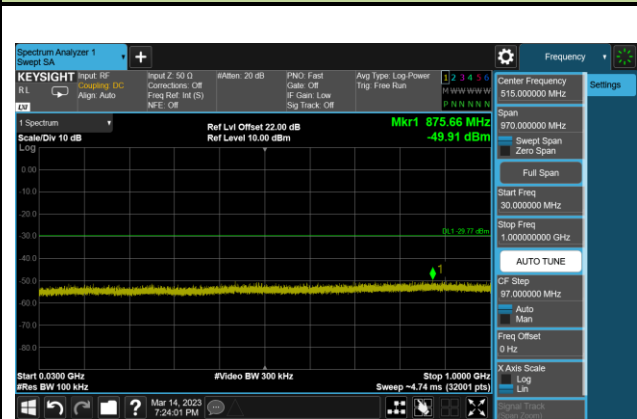 Spectrum Analyzer 1
Swept SA
Frequency
KEYSIGHT
Input: RF
Input Z: 50 Ω
#Atten: 20 dB
PNO: Fast
Avg Type: Log-Power
1 2 3 4 5 6
RL
Coupling: DC
Corrections: Off
Gate: Off
Trig: Free Run
M W W W W W
Align: Auto
Freq Ref: Int (S)
IF Gain: Low
P N N N N N
NFE: Off
Sig Track: Off
LXI
1 Spectrum
Ref Lvl Offset 22.00 dB
Mkr1 875.66 MHz
Scale/Div 10 dB
Ref Level 10.00 dBm
-49.91 dBm
Log
0.00
-10.0
-20.0
-30.0
DL1 -29.77 dBm
-40.0
1
-50.0
-60.0
-70.0
-80.0
Start 0.0300 GHz
#Video BW 300 kHz
Stop 1.0000 GHz
#Res BW 100 kHz
Sweep ~4.74 ms (32001 pts)
Center Frequency
515.000000 MHz
Settings
Span
970.000000 MHz
Swept Span
Zero Span
Full Span
Start Freq
30.000000 MHz
Stop Freq
1.000000000 GHz
AUTO TUNE
CF Step
97.000000 MHz
Auto
Man
Freq Offset
0 Hz
X Axis Scale
Log
Lin
Signal Track
(Span Zoom)
?
Mar 14, 2023
7:24:01 PM